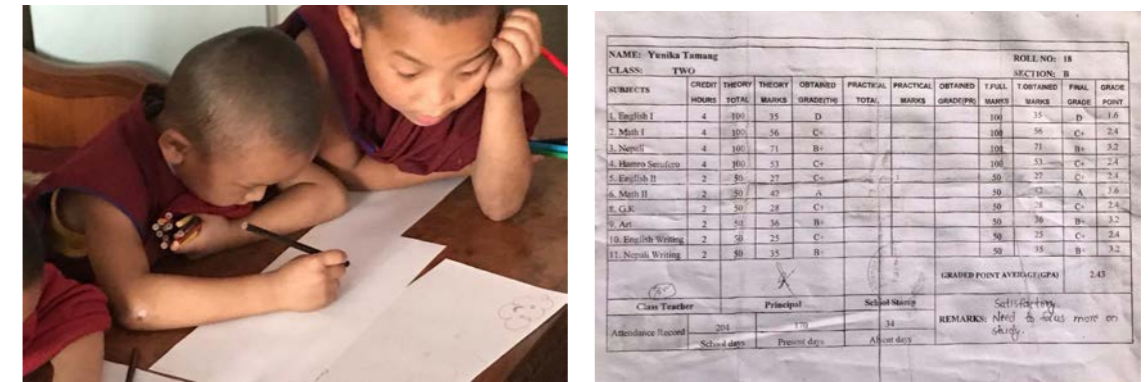 NAME: Yunika Tamang ROLL NO: 18
CLASS: TWO SECTION: B
SUBJECTS CREDIT HOURS THEORY TOTAL THEORY MARKS OBTAINED GRADE(TH) PRACTICAL TOTAL PRACTICAL MARKS OBTAINED GRADE(PR) T.FULL MARKS T.OBTAINED MARKS FINAL GRADE GRADE POINT
1. English I 4 100 35 D 100 35 D 1.6
2. Math I 4 100 56 C+ 100 56 C+ 2.4
3. Nepali 4 100 71 B+ 100 71 B+ 3.2
4. Hamro Serofero 4 100 53 C+ 100 53 C+ 2.4
5. English II 2 50 27 C+ 50 27 C+ 2.4
6. Math II 2 50 42 A 50 42 A 3.6
G.K 2 50 28 C+ 50 28 C+ 2.4
9. Art 2 50 36 B+ 50 36 B+ 3.2
10. English Writing 2 50 25 C+ 50 25 C+ 2.4
11. Nepali Writing 2 50 35 B+ 50 35 B+ 3.2
GRADED POINT AVERAGE(GPA) 2.43
Class Teacher Principal School Stamp
REMARKS: Satisfactory.
Need to focus more on
study.
Attendance Record 204 170 34
School days Present days Absent days